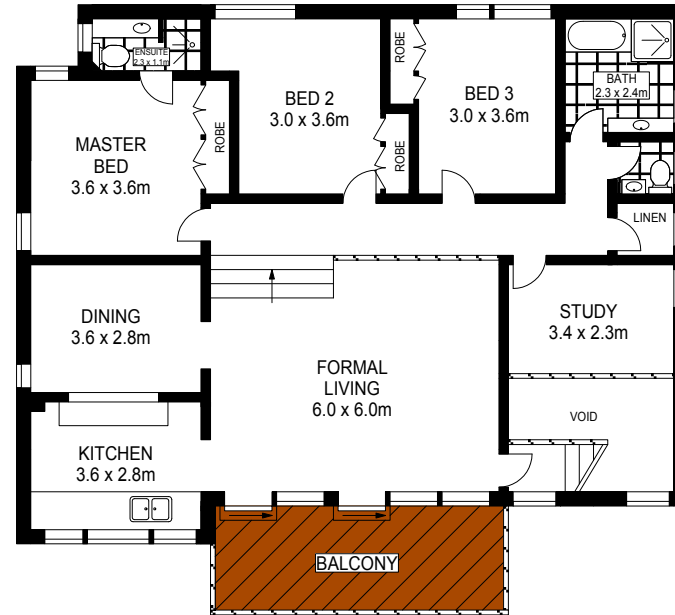 ENSUITE
2.3 x 1.1m
ROBE
BED 2
3.0 x 3.6m
BED 3
3.0 x 3.6m
BATH
2.3 x 2.4m
MASTER
BED
3.6 x 3.6m
ROBE
ROBE
LINEN
DINING
3.6 x 2.8m
STUDY
3.4 x 2.3m
FORMAL
LIVING
6.0 x 6.0m
VOID
KITCHEN
3.6 x 2.8m
BALCONY